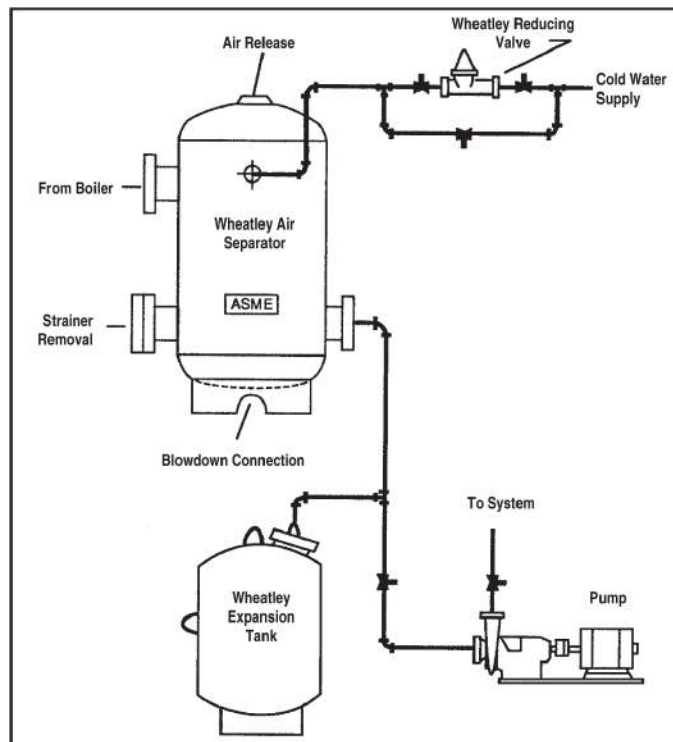 Air Release
Wheatley Reducing
Valve
Cold Water
Supply
From Boiler
Wheatley Air
Separator
ASME
Strainer
Removal
Blowdown Connection
To System
Wheatley
Expansion
Tank
Pump